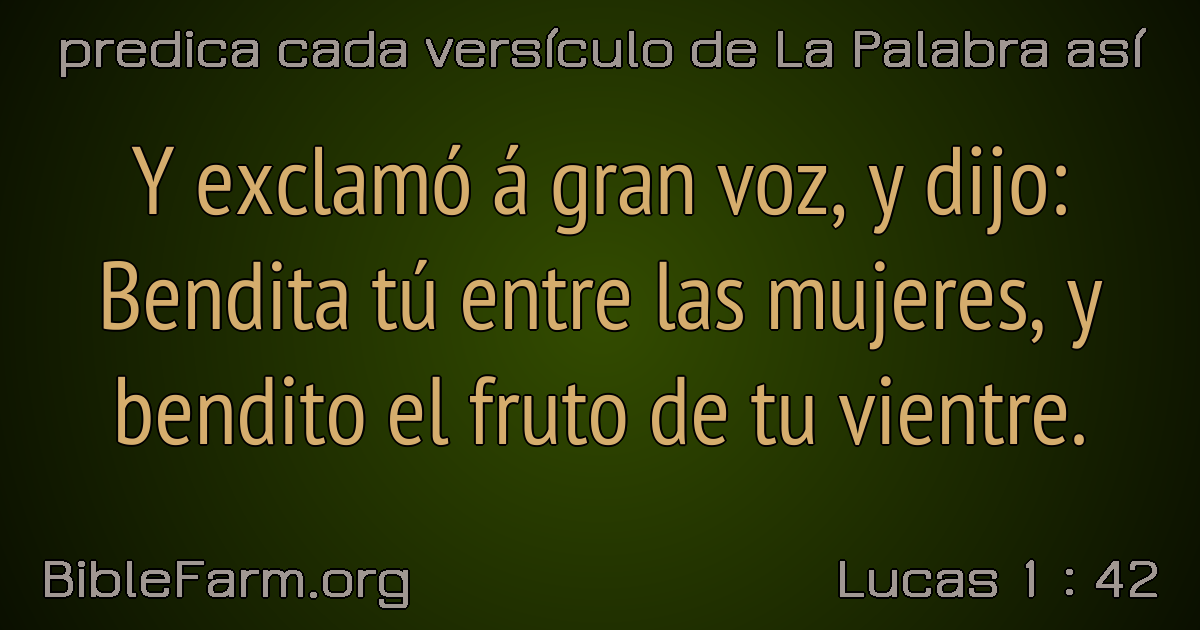 predica cada versículo de La Palabra así
Y exclamó á gran voz, y dijo:
Bendita tú entre las mujeres, y
bendito el fruto de tu vientre.
BibleFarm.org
Lucas 1 : 42